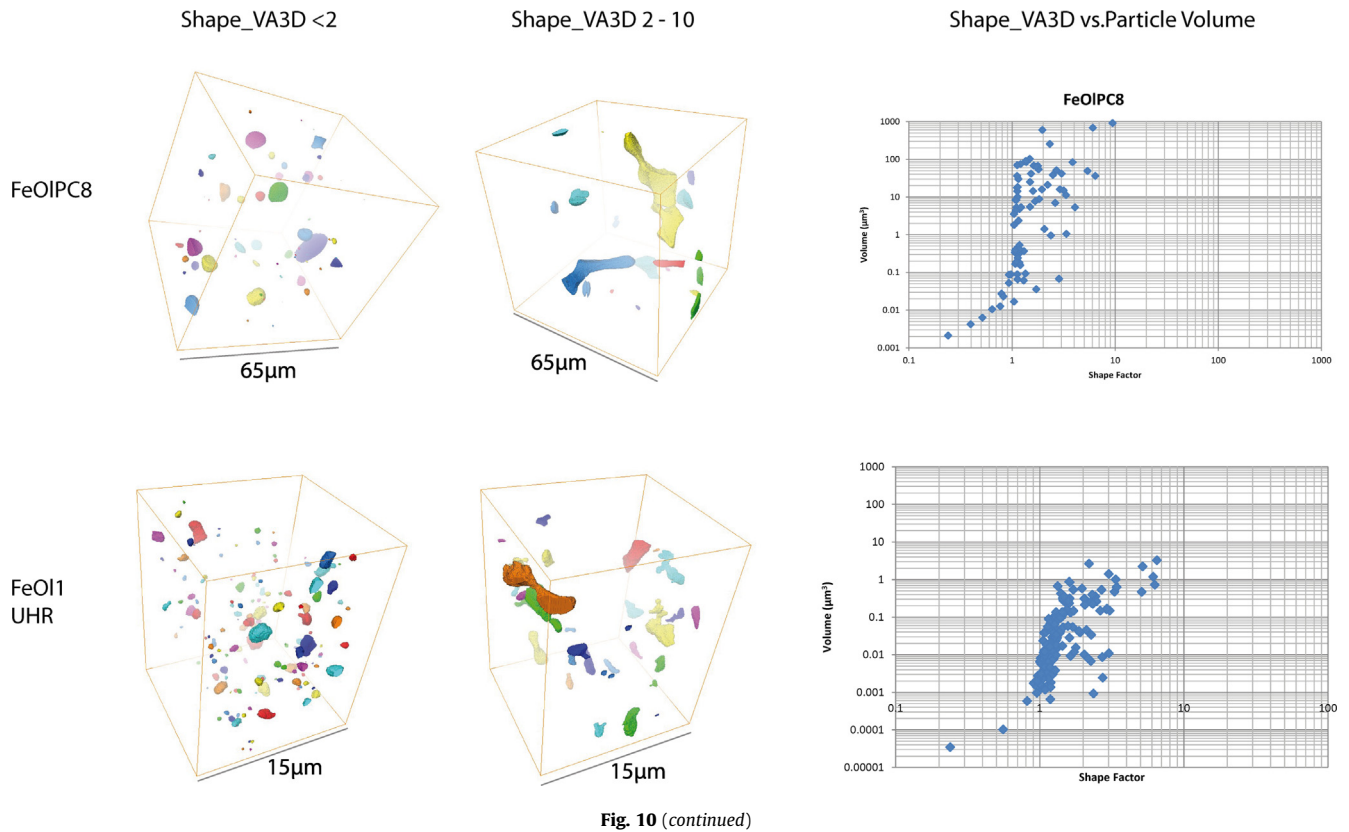 Shape_VA3D <2
Shape_VA3D 2 - 10
Shape_VA3D vs.Particle Volume
FeOlPC8
65µm
65µm
FeOlPC8
1000
100
10
1
0.1
0.01
0.001
Volume (µm³)
0.1
1
10
100
1000
Shape Factor
FeOl1
UHR
15µm
15µm
1000
100
10
1
0.1
0.01
0.001
0.0001
0.00001
Volume (µm³)
0.1
1
10
100
Shape Factor
Fig. 10 (continued)